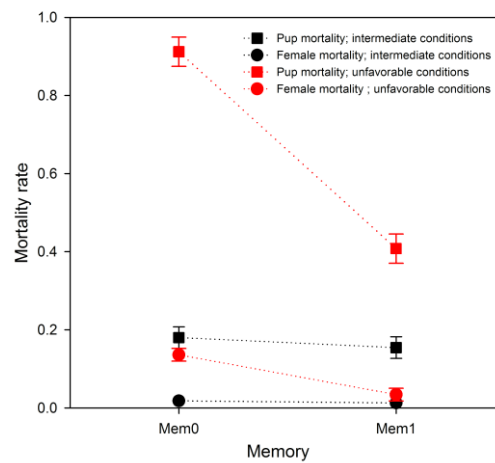 1.0
Pup mortality; intermediate conditions
Female mortality; intermediate conditions
Pup mortality; unfavorable conditions
Female mortality ; unfavorable conditions
0.8
0.6
0.4
0.2
0.0
Mortality rate
Mem0 Mem1
Memory